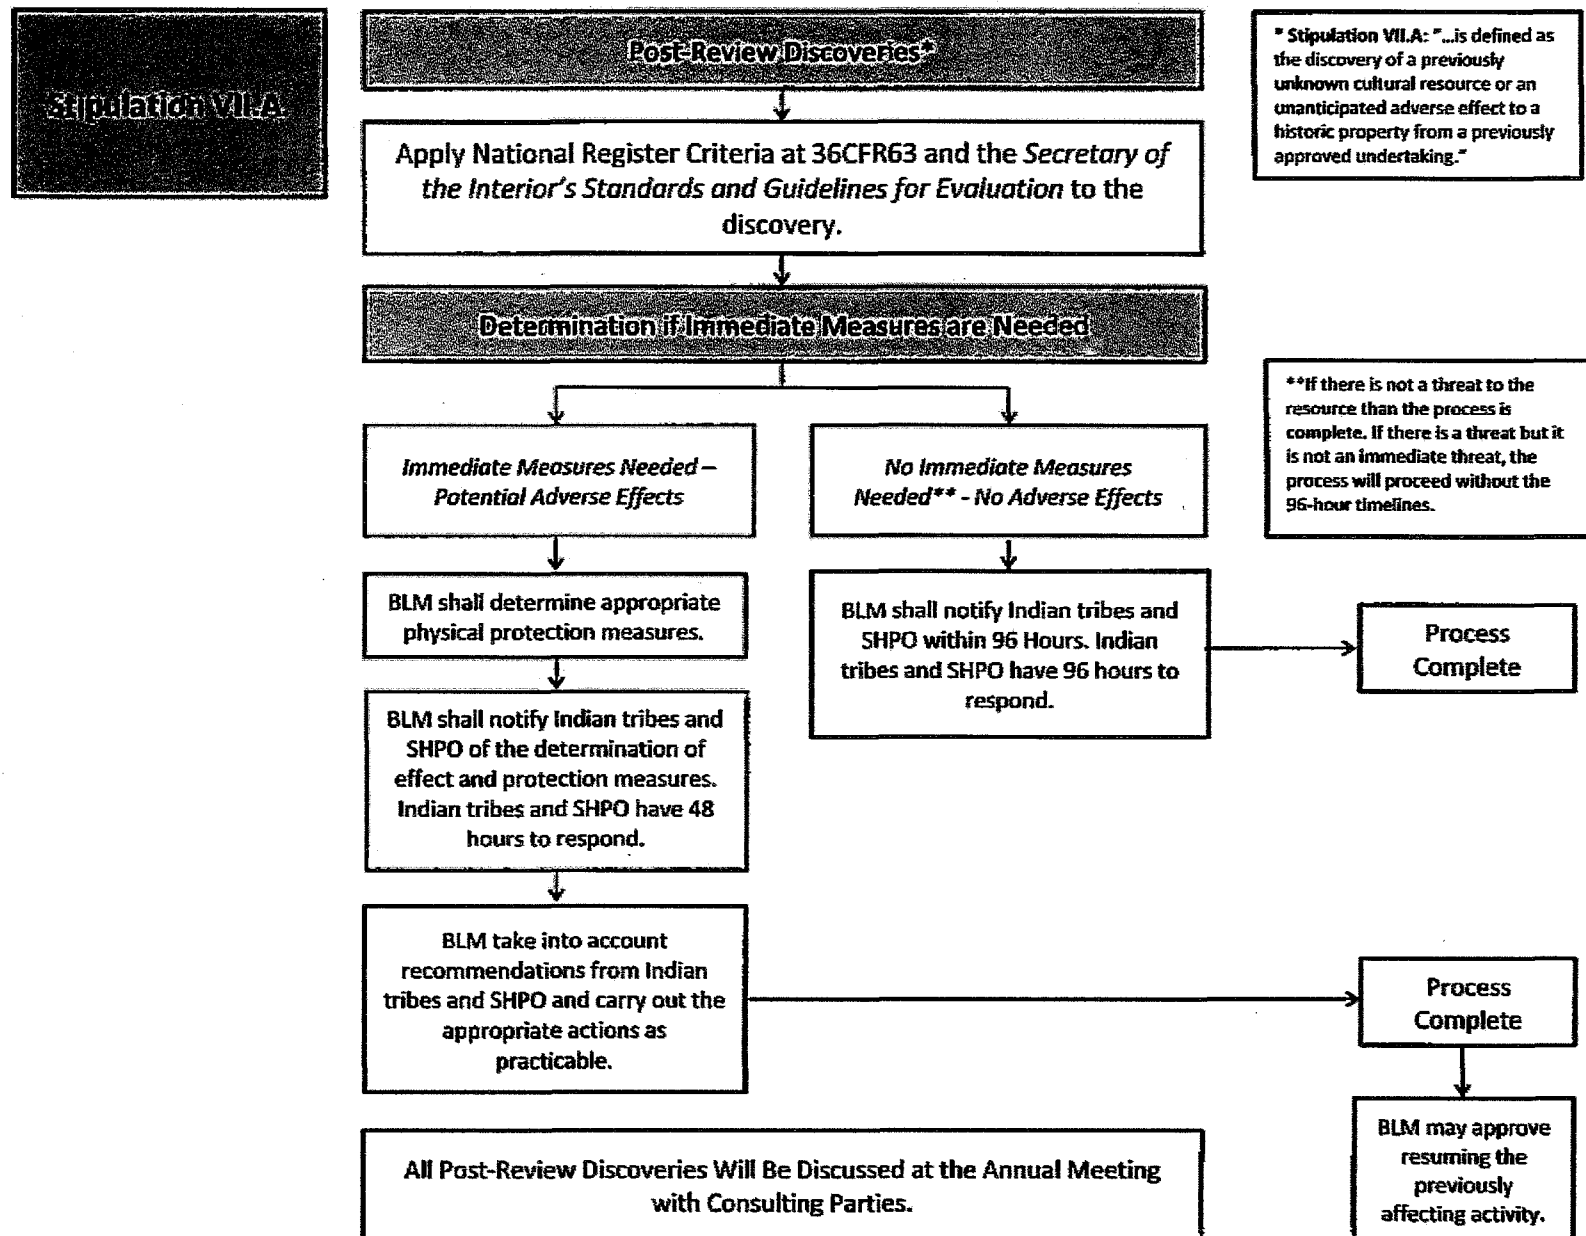 Stipulation VII.A
Post-Review Discoveries*
* Stipulation VII.A: "...is defined as
the discovery of a previously
unknown cultural resource or an
unanticipated adverse effect to a
historic property from a previously
approved undertaking."
Apply National Register Criteria at 36CFR63 and the Secretary of
the Interior's Standards and Guidelines for Evaluation to the
discovery.
Determination if Immediate Measures are Needed
**If there is not a threat to the
resource than the process is
complete. If there is a threat but it
is not an immediate threat, the
process will proceed without the
96-hour timelines.
Immediate Measures Needed –
Potential Adverse Effects
No Immediate Measures
Needed** - No Adverse Effects
BLM shall determine appropriate
physical protection measures.
BLM shall notify Indian tribes and
SHPO within 96 Hours. Indian
tribes and SHPO have 96 hours to
respond.
Process
Complete
BLM shall notify Indian tribes and
SHPO of the determination of
effect and protection measures.
Indian tribes and SHPO have 48
hours to respond.
BLM take into account
recommendations from Indian
tribes and SHPO and carry out the
appropriate actions as
practicable.
Process
Complete
BLM may approve
resuming the
previously
affecting activity.
All Post-Review Discoveries Will Be Discussed at the Annual Meeting
with Consulting Parties.